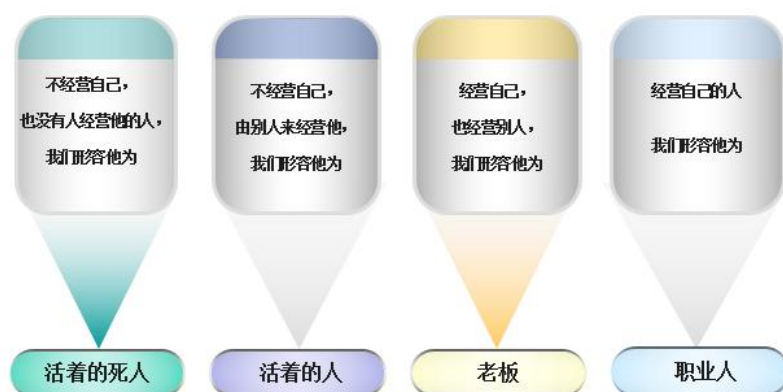 不经营自己，
也没有人经营他的人，
我们形容他为
活着的死人
不经营自己，
由别人来经营他，
我们形容他为
活着的人
经营自己，
也经营别人，
我们形容他为
老板
经营自己的人
我们形容他为
职业人